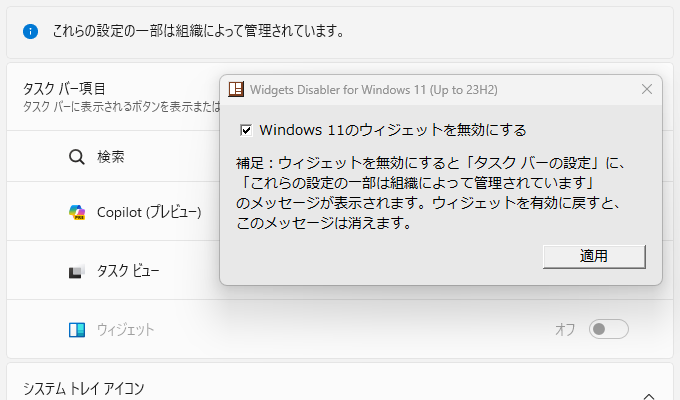 これらの設定の一部は組織によって管理されています。
タスク バー項目
タスク バーに表示されるボタンを表示または
検索
Copilot (プレビュー)
タスク ビュー
ウィジェット
オフ
システム トレイ アイコン
Widgets Disabler for Windows 11 (Up to 23H2)
Windows 11のウィジェットを無効にする
補足：ウィジェットを無効にすると「タスク バーの設定」に、
「これらの設定の一部は組織によって管理されています」
のメッセージが表示されます。ウィジェットを有効に戻すと、
このメッセージは消えます。
適用